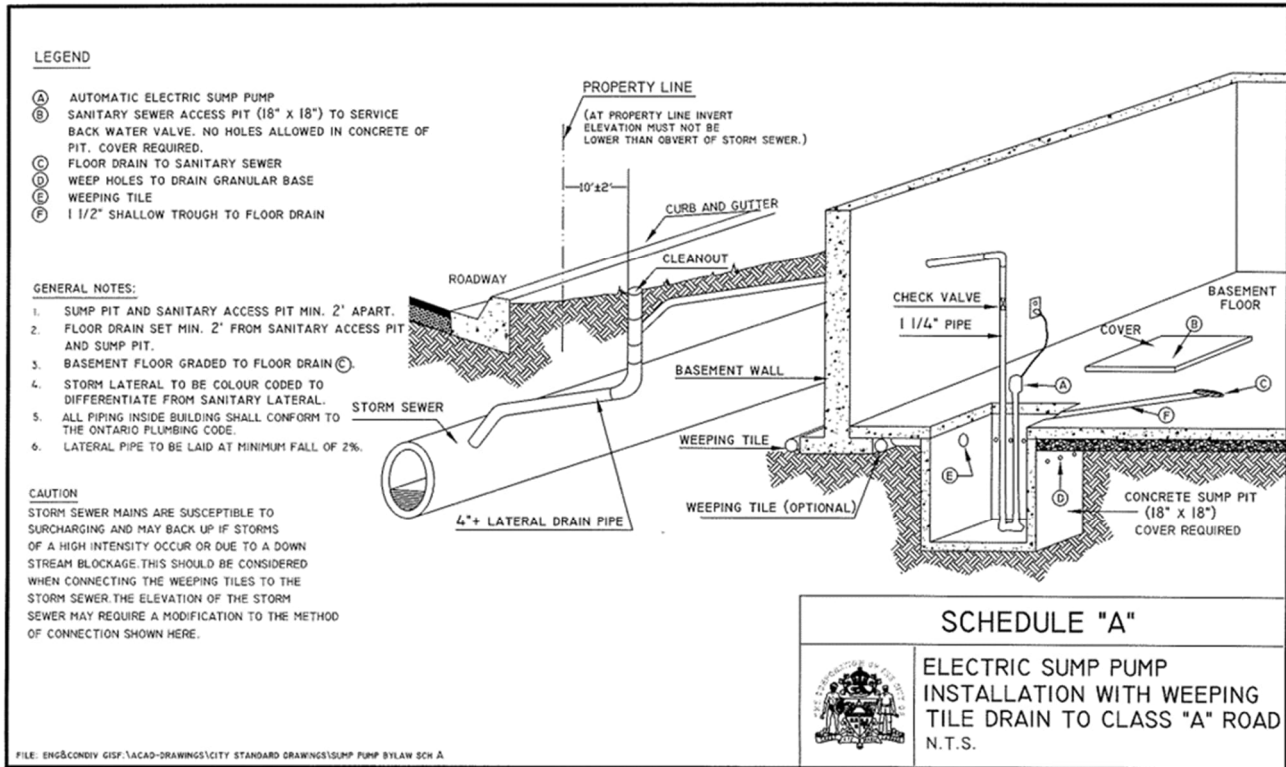 LEGEND
Ⓐ AUTOMATIC ELECTRIC SUMP PUMP
Ⓑ SANITARY SEWER ACCESS PIT (18" X 18") TO SERVICE
BACK WATER VALVE. NO HOLES ALLOWED IN CONCRETE OF
PIT. COVER REQUIRED.
Ⓒ FLOOR DRAIN TO SANITARY SEWER
Ⓓ WEEP HOLES TO DRAIN GRANULAR BASE
Ⓔ WEEPING TILE
Ⓕ 1 1/2" SHALLOW TROUGH TO FLOOR DRAIN
GENERAL NOTES:
1. SUMP PIT AND SANITARY ACCESS PIT MIN. 2' APART.
2. FLOOR DRAIN SET MIN. 2' FROM SANITARY ACCESS PIT
AND SUMP PIT.
3. BASEMENT FLOOR GRADED TO FLOOR DRAIN Ⓒ.
4. STORM LATERAL TO BE COLOUR CODED TO
DIFFERENTIATE FROM SANITARY LATERAL.
5. ALL PIPING INSIDE BUILDING SHALL CONFORM TO
THE ONTARIO PLUMBING CODE.
6. LATERAL PIPE TO BE LAID AT MINIMUM FALL OF 2%.
CAUTION
STORM SEWER MAINS ARE SUSCEPTIBLE TO
SURCHARGING AND MAY BACK UP IF STORMS
OF A HIGH INTENSITY OCCUR OR DUE TO A DOWN
STREAM BLOCKAGE. THIS SHOULD BE CONSIDERED
WHEN CONNECTING THE WEEPING TILES TO THE
STORM SEWER. THE ELEVATION OF THE STORM
SEWER MAY REQUIRE A MODIFICATION TO THE METHOD
OF CONNECTION SHOWN HERE.
PROPERTY LINE
(AT PROPERTY LINE INVERT
ELEVATION MUST NOT BE
LOWER THAN OBVERT OF STORM SEWER.)
10'±2'
CURB AND GUTTER
CLEANOUT
ROADWAY
STORM SEWER
4"+ LATERAL DRAIN PIPE
BASEMENT WALL
WEEPING TILE
WEEPING TILE (OPTIONAL)
CHECK VALVE
1 1/4" PIPE
BASEMENT
FLOOR
COVER
Ⓑ
Ⓐ
Ⓒ
Ⓕ
Ⓔ
Ⓓ
CONCRETE SUMP PIT
(18" X 18")
COVER REQUIRED
SCHEDULE "A"
ELECTRIC SUMP PUMP
INSTALLATION WITH WEEPING
TILE DRAIN TO CLASS "A" ROAD
N.T.S.
FILE: ENG&CONDIV GISF:\ACAD-DRAWINGS\CITY STANDARD DRAWINGS\SUMP PUMP BYLAW SCH A